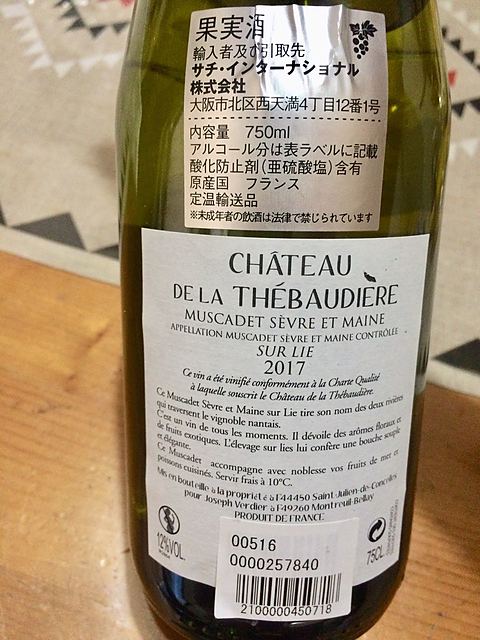 果実酒
輸入者及び引取先
サチ・インターナショナル
株式会社
大阪市北区西天満4丁目12番1号
内容量 750ml
アルコール分は表ラベルに記載
酸化防止剤(亜硫酸塩)含有
原産国 フランス
定温輸送品
※未成年者の飲酒は法律で禁じられています
CHÂTEAU
DE LA THÉBAUDIÈRE
MUSCADET SÈVRE ET MAINE
APPELLATION MUSCADET SÈVRE ET MAINE CONTRÔLÉE
SUR LIE
2017
Ce vin a été vinifié conformément à la Charte Qualité
à laquelle souscrit le Château de la Thébaudière.
Ce Muscadet Sèvre et Maine sur Lie tire son nom des deux rivières
qui traversent le vignoble nantais.
C'est un vin de tous les moments. Il dévoile des arômes floraux et
de fruits exotiques. L'élevage sur lies lui confère une bouche souple
et élégante.
Ce Muscadet accompagne avec noblesse vos fruits de mer et
poissons cuisinés. Servir frais à 10°C.
Mis en bouteille à la propriété à F44450 Saint-Julien-de-Concelles
pour Joseph Verdier à F49260 Montreuil-Bellay
PRODUIT DE FRANCE
12%VOL.
75CL
00516
0000257840
2100000450718